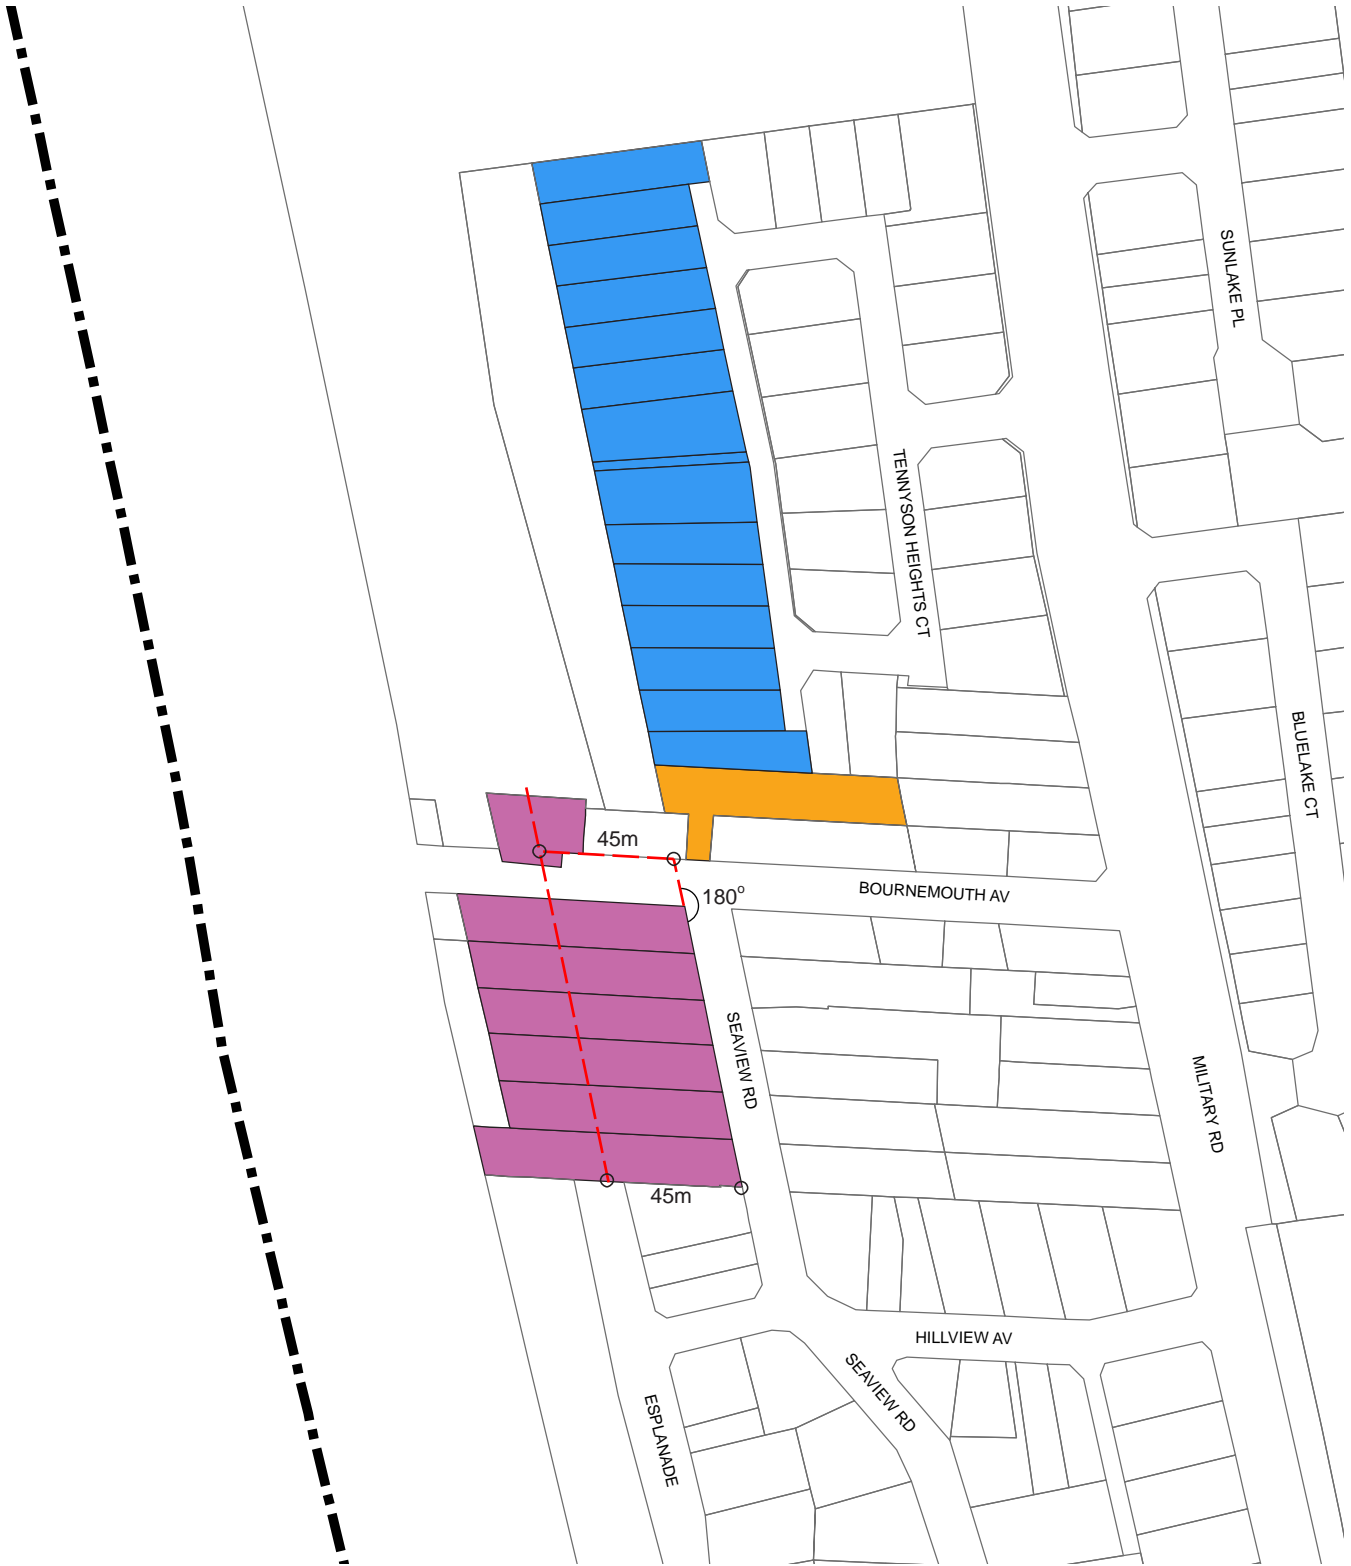 SUNLAKE PL
TENNYSON HEIGHTS CT
BLUELAKE CT
45m
180°
BOURNEMOUTH AV
SEAVIEW RD
MILITARY RD
45m
HILLVIEW AV
SEAVIEW RD
ESPLANADE